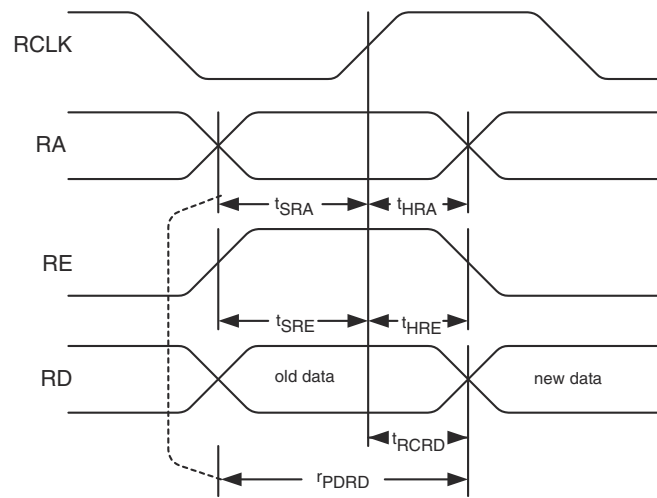 RCLK
RA
tSRA tHRA
RE
tSRE tHRE
RD old data new data
tRCRD
rPDRD